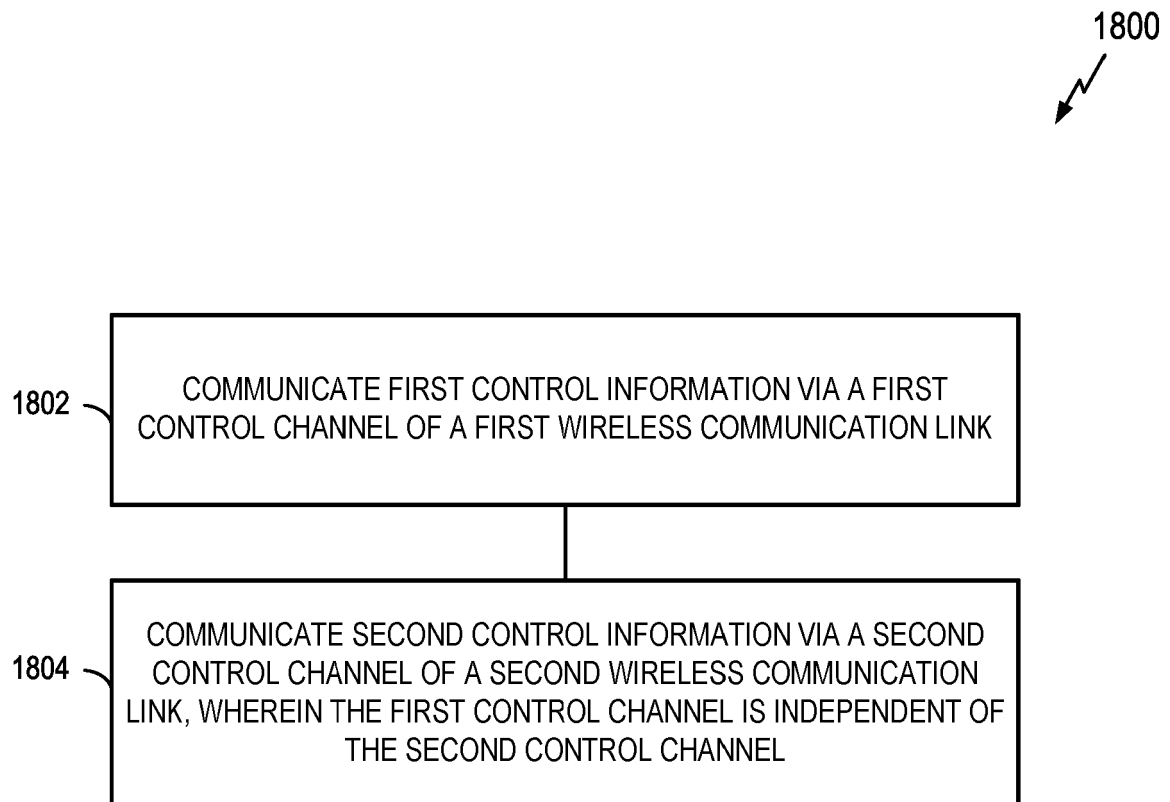 1800
1802
COMMUNICATE FIRST CONTROL INFORMATION VIA A FIRST
CONTROL CHANNEL OF A FIRST WIRELESS COMMUNICATION LINK
1804
COMMUNICATE SECOND CONTROL INFORMATION VIA A SECOND
CONTROL CHANNEL OF A SECOND WIRELESS COMMUNICATION
LINK, WHEREIN THE FIRST CONTROL CHANNEL IS INDEPENDENT OF
THE SECOND CONTROL CHANNEL